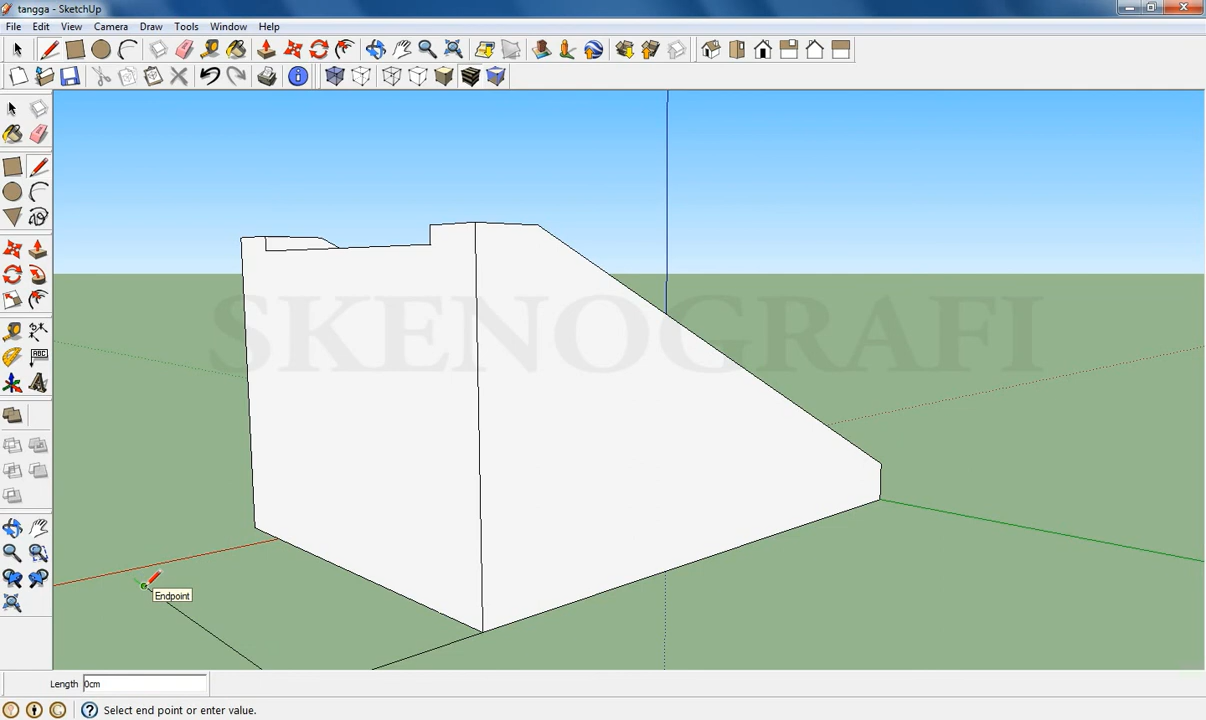 tangga - SketchUp
File Edit View Camera Draw Tools Window Help
SKENOGRAFI
ABC
Endpoint
Length 0cm
Select end point or enter value.